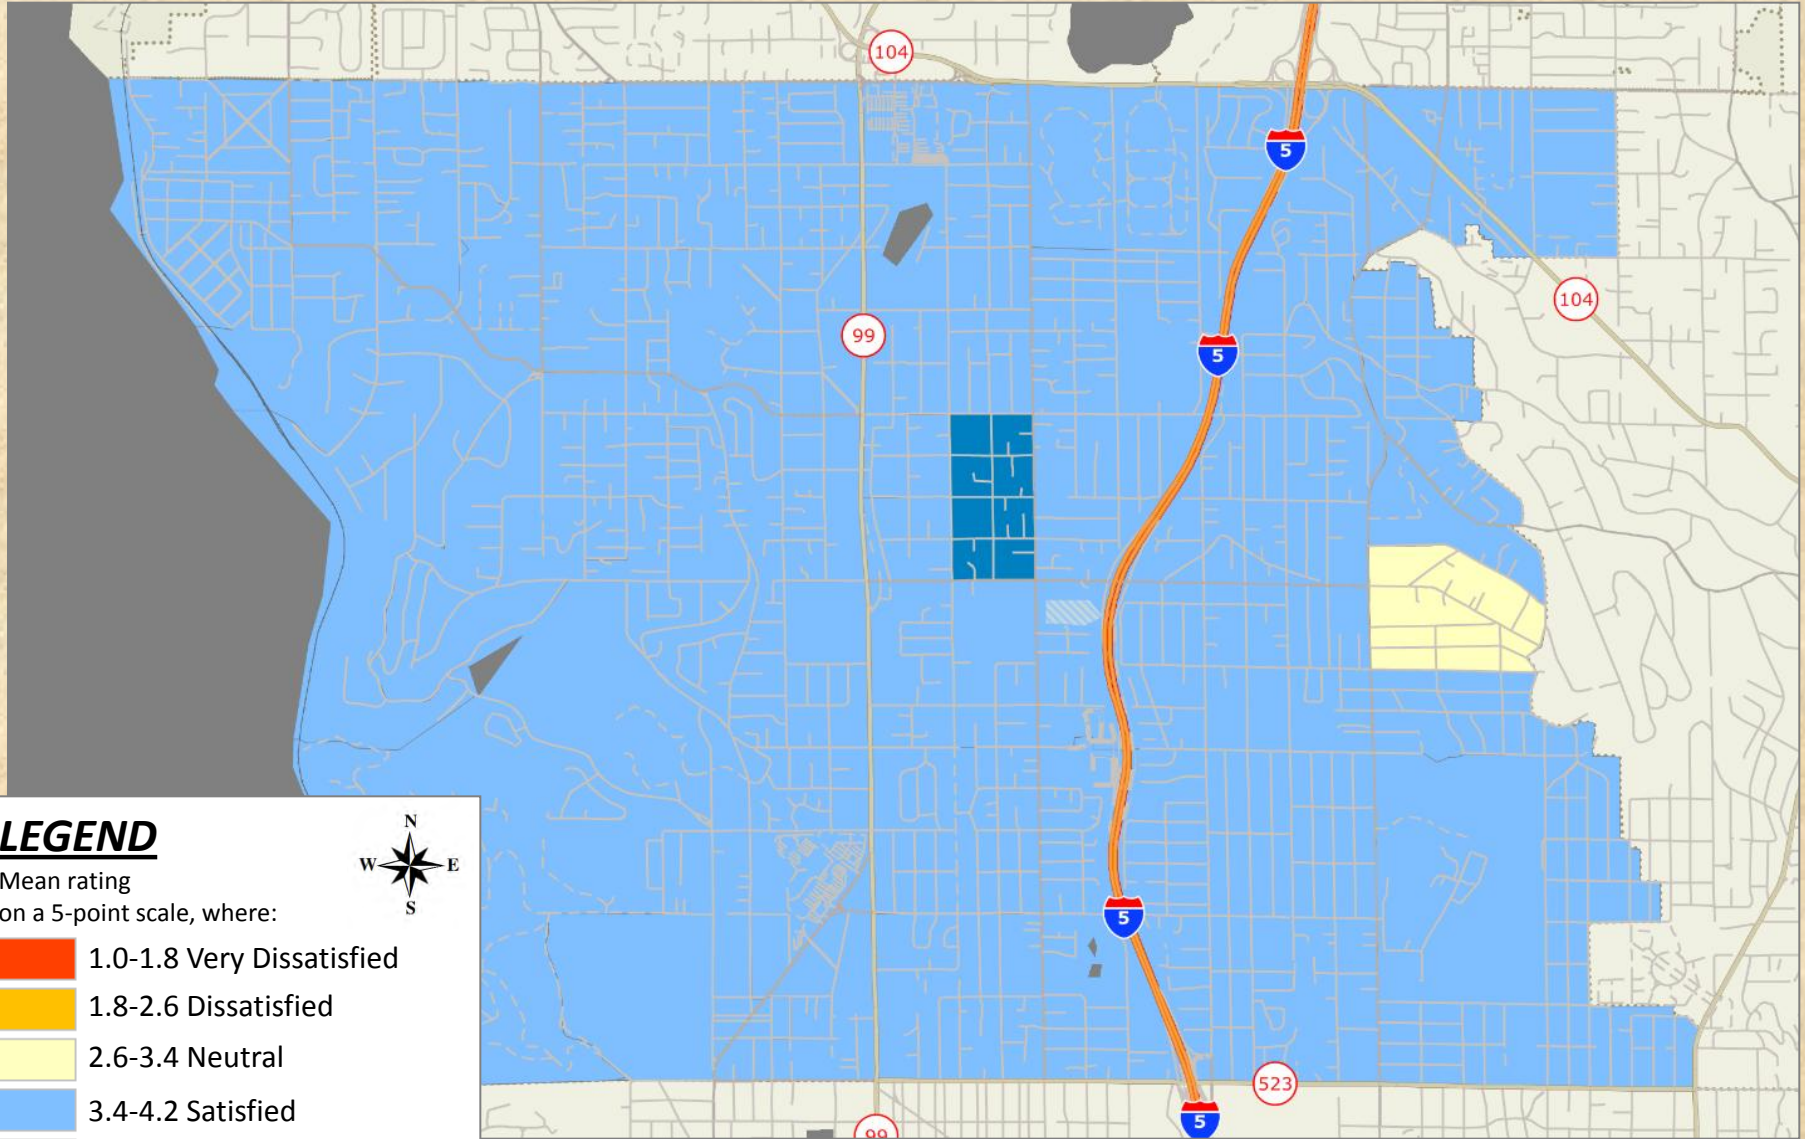 104
5
104
99
5
5
523
5
99
LEGEND
N
W E
S
Mean rating
on a 5-point scale, where:
1.0-1.8 Very Dissatisfied
1.8-2.6 Dissatisfied
2.6-3.4 Neutral
3.4-4.2 Satisfied